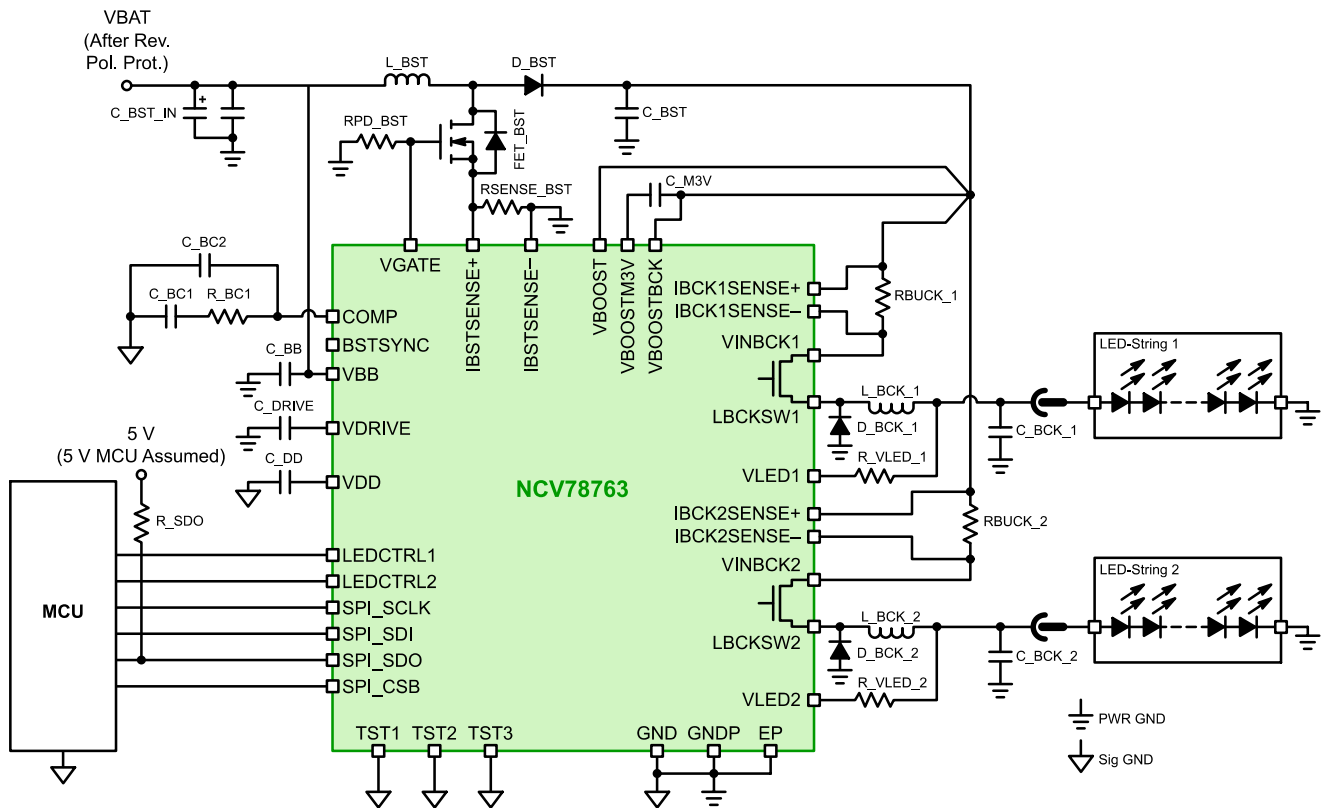 VBAT
(After Rev.
Pol. Prot.)
L_BST
D_BST
C_BST_IN
+
C_BST
RPD_BST
FET_BST
RSENSE_BST
C_M3V
C_BC2
C_BC1
R_BC1
VGATE
IBSTSENSE+
IBSTSENSE–
VBOOST
VBOOSTM3V
VBOOSTBCK
IBCK1SENSE+
IBCK1SENSE–
RBUCK_1
COMP
BSTSYNC
C_BB
VBB
VINBCK1
LED-String 1
L_BCK_1
LBCKSW1
D_BCK_1
C_BCK_1
C_DRIVE
VDRIVE
5 V
(5 V MCU Assumed)
C_DD
VDD
R_VLED_1
VLED1
NCV78763
IBCK2SENSE+
IBCK2SENSE–
RBUCK_2
R_SDO
LEDCTRL1
LEDCTRL2
VINBCK2
LED-String 2
MCU
SPI_SCLK
SPI_SDI
SPI_SDO
SPI_CSB
L_BCK_2
LBCKSW2
D_BCK_2
C_BCK_2
R_VLED_2
VLED2
TST1
TST2
TST3
GND
GNDP
EP
PWR GND
Sig GND